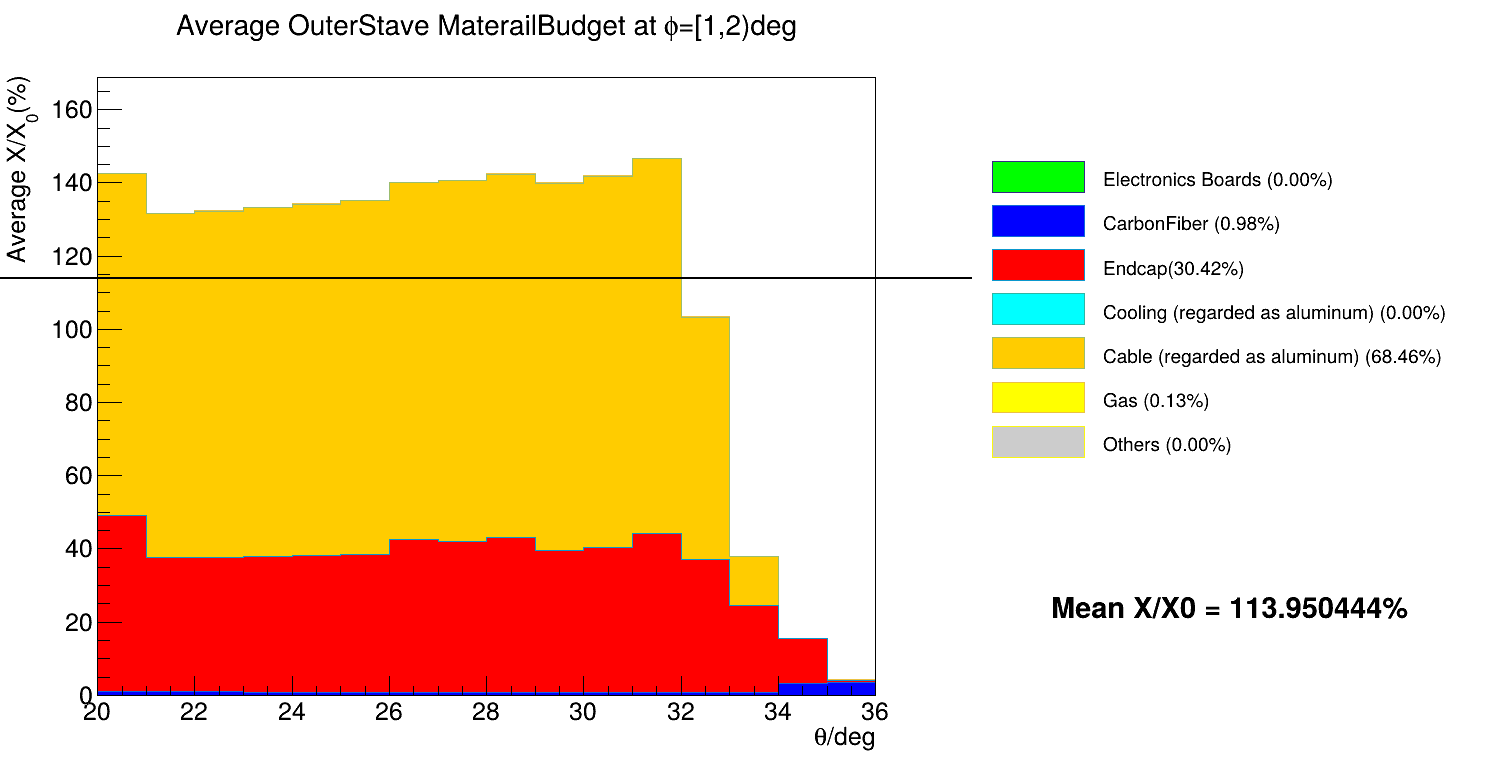 Average OuterStave MaterailBudget at ϕ=[1,2)deg
Average X/X0(%)
160
140
120
100
80
60
40
20
0
20 22 24 26 28 30 32 34 36
θ/deg
Electronics Boards (0.00%)
CarbonFiber (0.98%)
Endcap(30.42%)
Cooling (regarded as aluminum) (0.00%)
Cable (regarded as aluminum) (68.46%)
Gas (0.13%)
Others (0.00%)
Mean X/X0 = 113.950444%